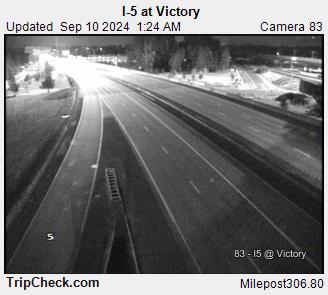 I-5 at Victory
Updated Sep 10 2024 1:24 AM Camera 83
S
83 - I5 @ Victory
TripCheck.com Milepost306.80